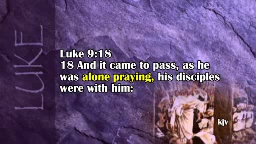 LUKE
Luke 9:18
18 And it came to pass, as he
was alone praying, his disciples
were with him:
kjv